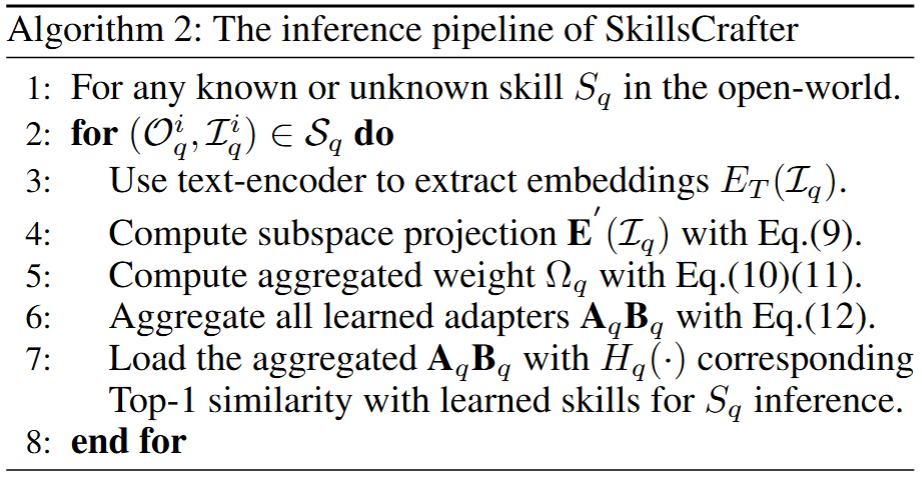 Algorithm 2: The inference pipeline of SkillsCrafter
1: For any known or unknown skill $S_q$ in the open-world.
2: for $(\mathcal{O}_q^i, \mathcal{I}_q^i) \in \mathcal{S}_q$ do
3: Use text-encoder to extract embeddings $E_T(\mathcal{I}_q)$.
4: Compute subspace projection $\mathbf{E}^{'}(\mathcal{I}_q)$ with Eq.(9).
5: Compute aggregated weight $\Omega_q$ with Eq.(10)(11).
6: Aggregate all learned adapters $\mathbf{A}_q\mathbf{B}_q$ with Eq.(12).
7: Load the aggregated $\mathbf{A}_q\mathbf{B}_q$ with $H_q(\cdot)$ corresponding
Top-1 similarity with learned skills for $S_q$ inference.
8: end for